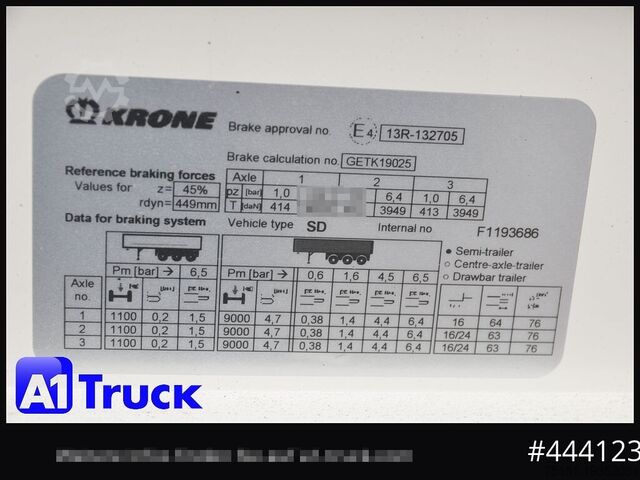 KRONE
Brake approval no. E4 13R-132705
Brake calculation no. GETK19025
Reference braking forces Axle 1 2 3
Values for z= 45% pz [bar] 1,0 6,4 1,0 6,4
rdyn= 449mm T [daN] 414 3949 413 3949
Data for braking system Vehicle type SD Internal no F1193686
Semi-trailer
Centre-axle-trailer
Drawbar trailer
Pm [bar] → 6,5 Pm [bar] → 0,6 1,6 4,5 6,5
Axle no.
1 1100 0,2 1,5 9000 4,7 0,38 1,4 4,4 6,4 16 64 76
2 1100 0,2 1,5 9000 4,7 0,38 1,4 4,4 6,4 16/24 63 76
3 1100 0,2 1,5 9000 4,7 0,38 1,4 4,4 6,4 16/24 63 76
A1 Truck
#444123